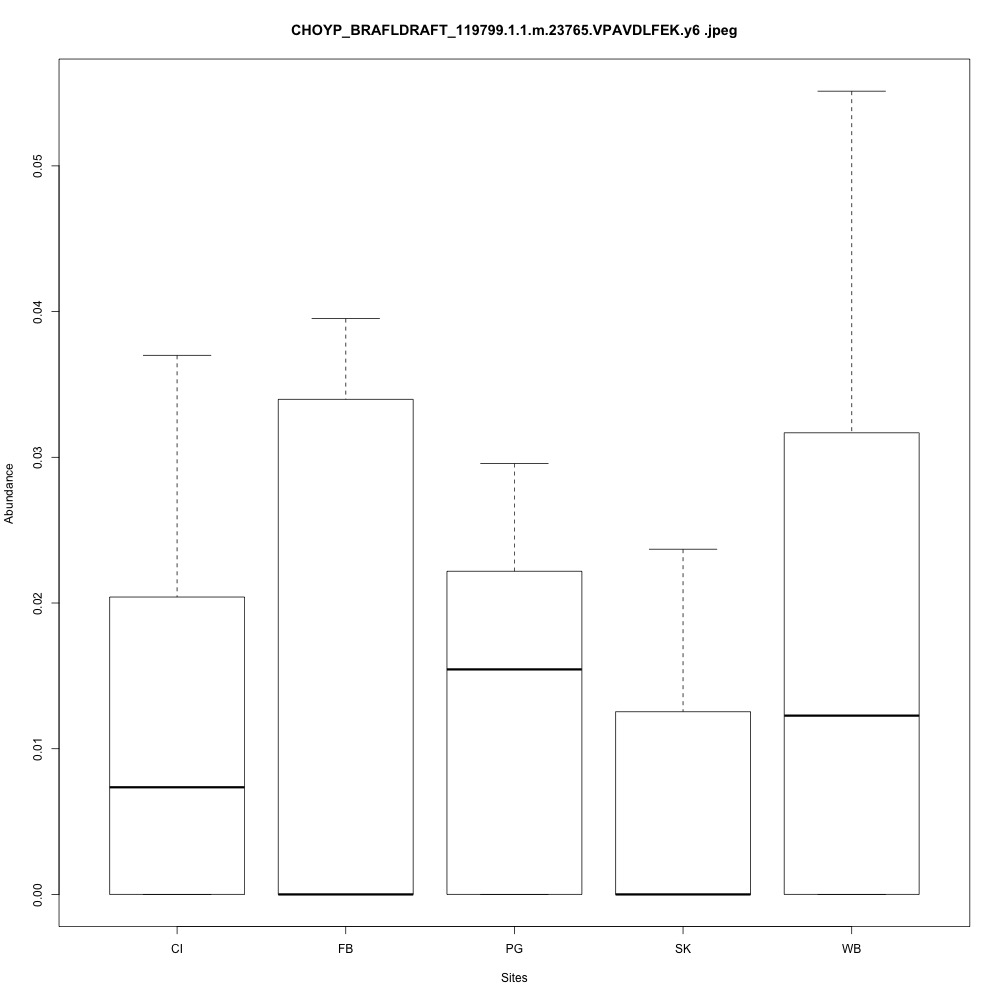 CHOYP_BRAFLDRAFT_119799.1.1.m.23765.VPAVDLFEK.y6 .jpeg
Abundance
0.05
0.04
0.03
0.02
0.01
0.00
CI FB PG SK WB
Sites